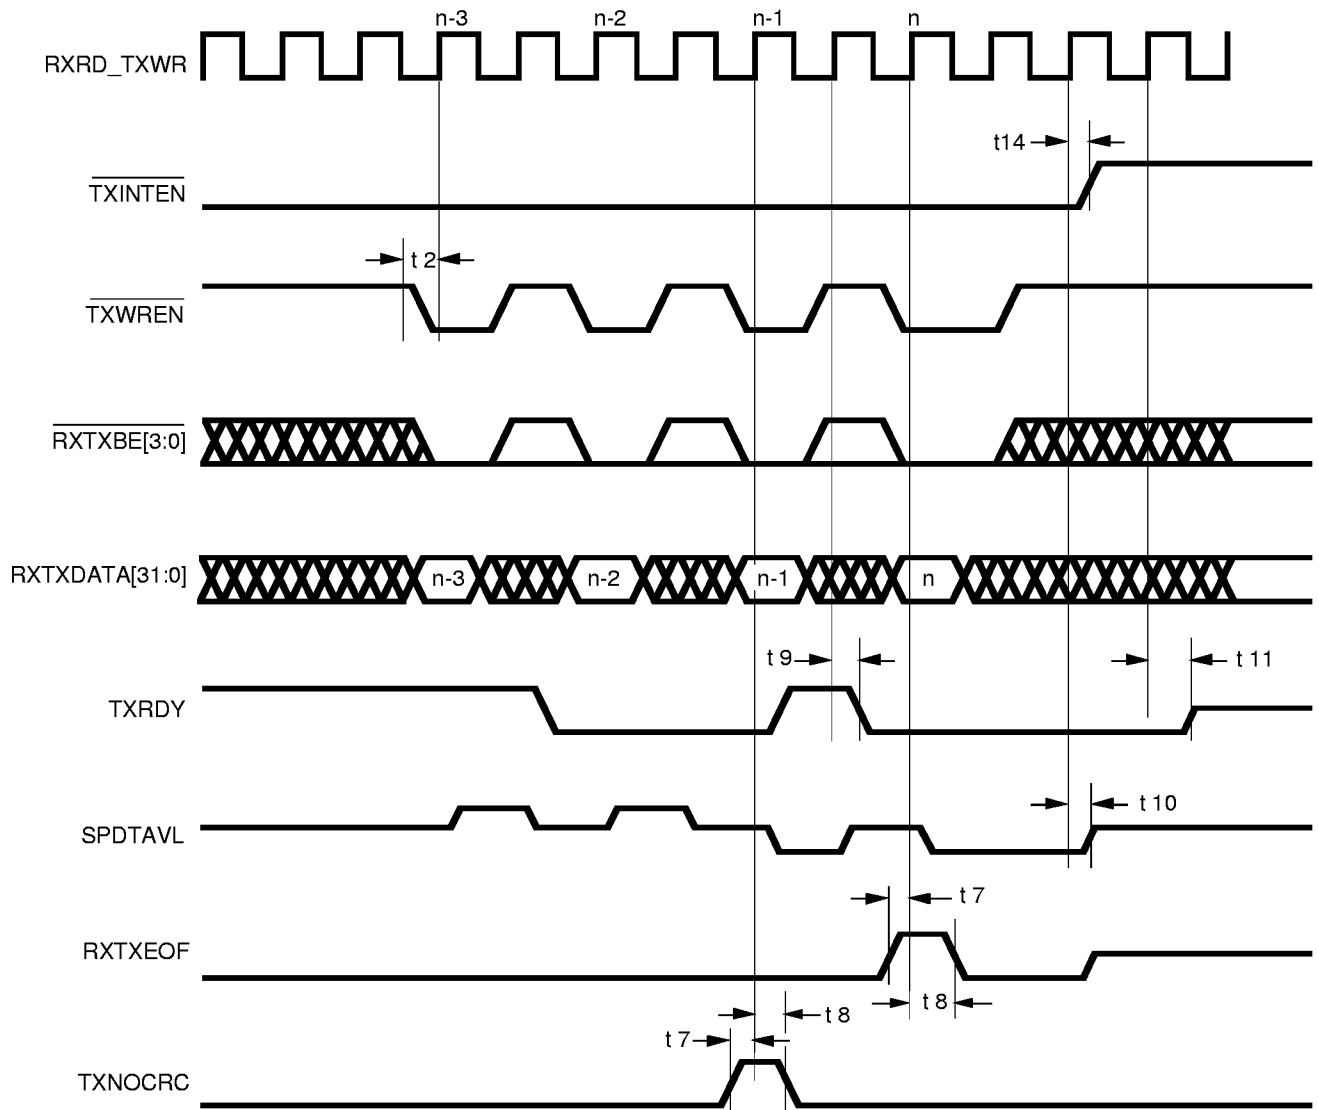 n-3 n-2 n-1 n
RXRD_TXWR
t14
TXINTEN
t 2
TXWREN
RXTXBE[3:0]
RXTXDATA[31:0] n-3 n-2 n-1 n
t 9 t 11
TXRDY
t 10
SPDTAVL
t 7
RXTXEOF
t 8
t 8
t 7
TXNOCRC